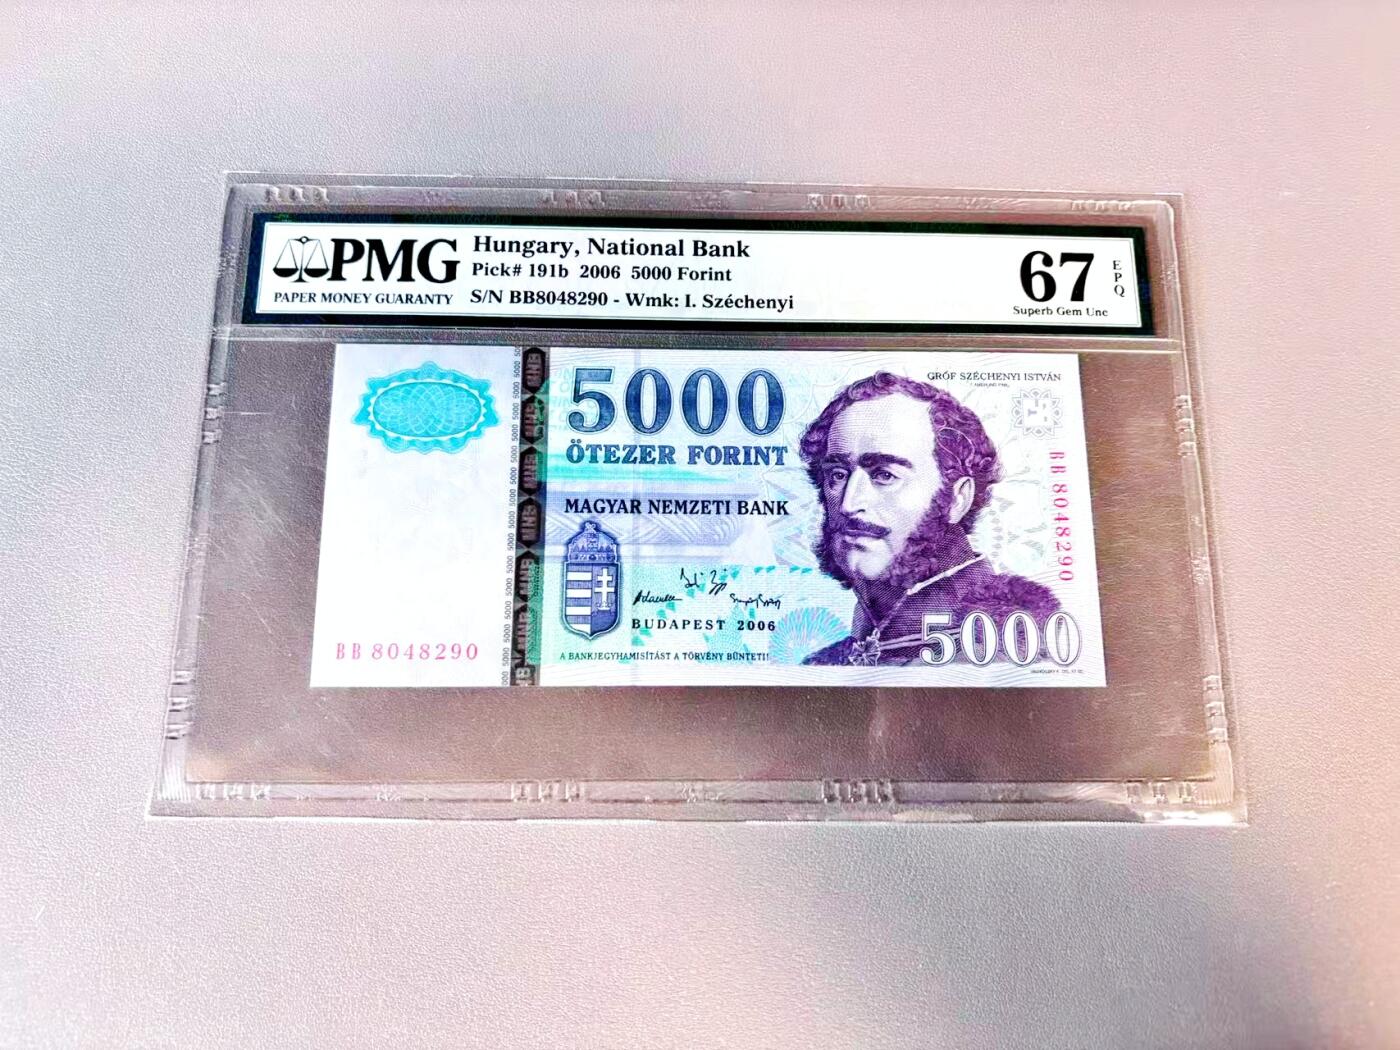 PMG
PAPER MONEY GUARANTY
Hungary, National Bank
Pick# 191b 2006 5000 Forint
S/N BB8048290 - Wmk: I. Széchenyi
67
EPQ
Superb Gem Unc
5000
ÖTEZER FORINT
MAGYAR NEMZETI BANK
GRÓF SZÉCHENYI ISTVÁN
BB 8048290
BUDAPEST 2006
A BANKJEGYHAMISÍTÁST A TÖRVÉNY BÜNTETI!
BB 8048290
5000